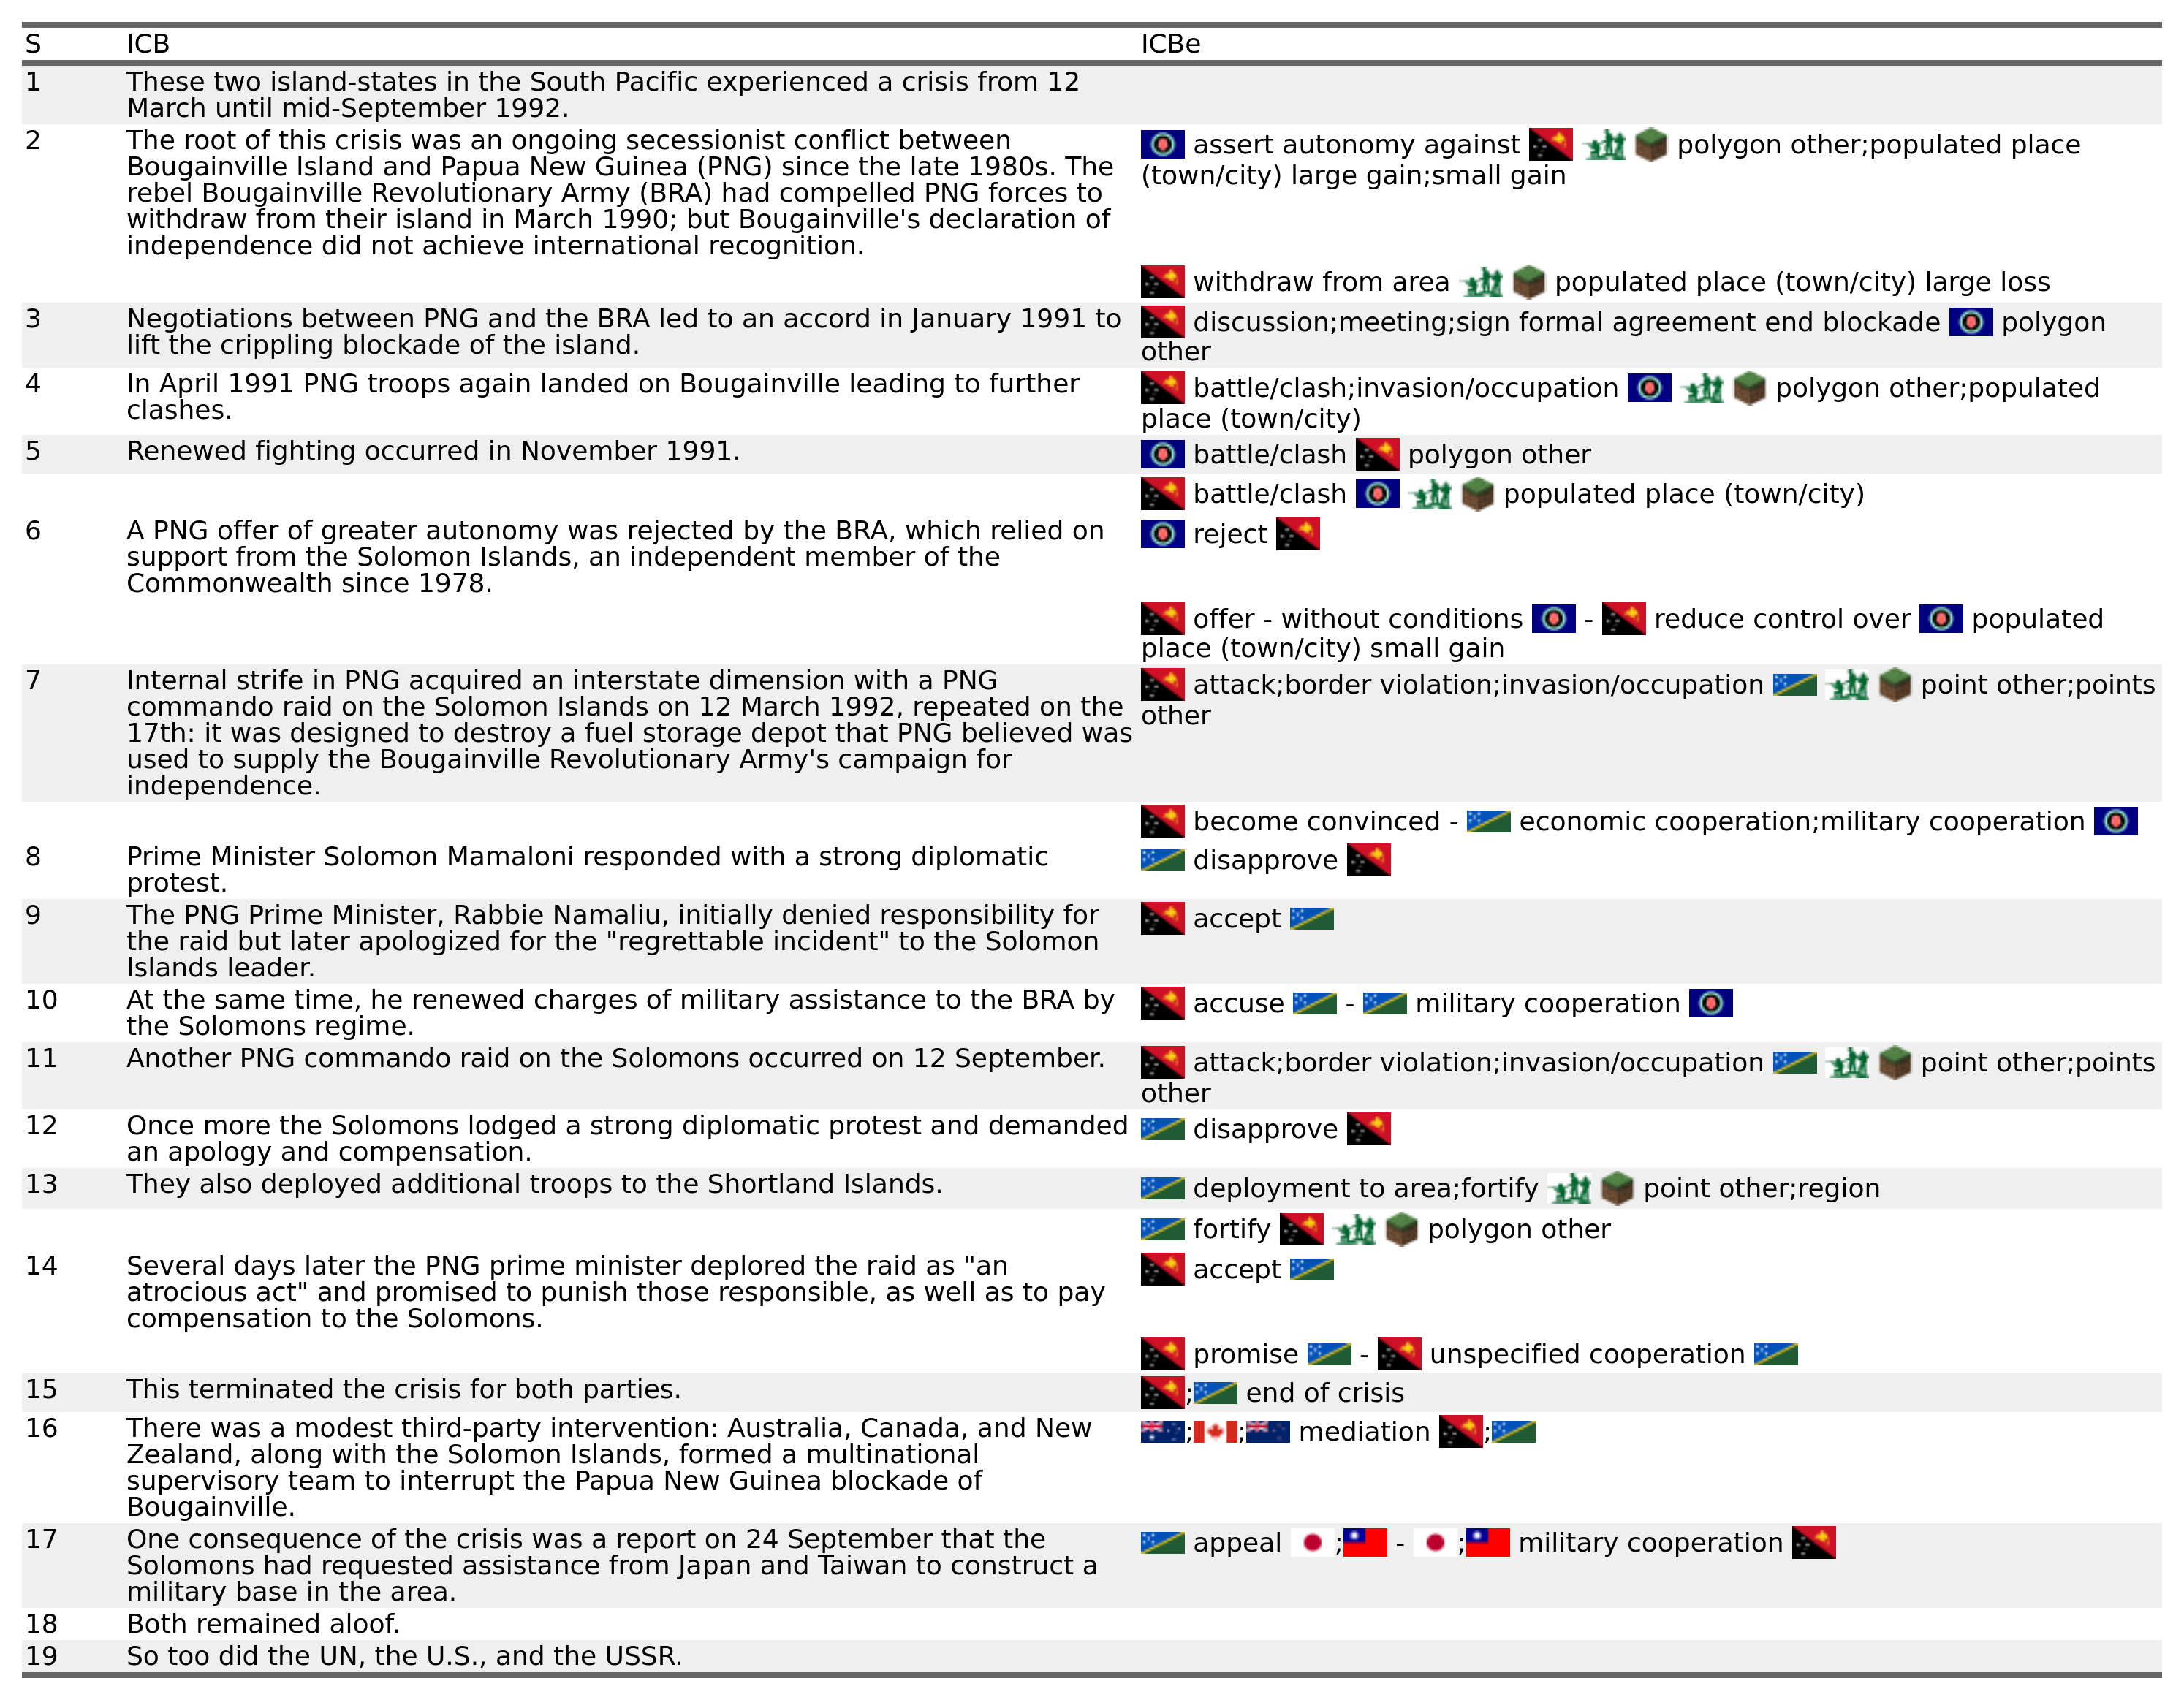 S ICB ICBe
1 These two island-states in the South Pacific experienced a crisis from 12
March until mid-September 1992.
2 The root of this crisis was an ongoing secessionist conflict between
Bougainville Island and Papua New Guinea (PNG) since the late 1980s. The
rebel Bougainville Revolutionary Army (BRA) had compelled PNG forces to
withdraw from their island in March 1990; but Bougainville's declaration of
independence did not achieve international recognition.
assert autonomy against polygon other;populated place
(town/city) large gain;small gain
withdraw from area populated place (town/city) large loss
3 Negotiations between PNG and the BRA led to an accord in January 1991 to
lift the crippling blockade of the island.
discussion;meeting;sign formal agreement end blockade polygon
other
4 In April 1991 PNG troops again landed on Bougainville leading to further
clashes.
battle/clash;invasion/occupation polygon other;populated
place (town/city)
5 Renewed fighting occurred in November 1991.
battle/clash polygon other
battle/clash populated place (town/city)
6 A PNG offer of greater autonomy was rejected by the BRA, which relied on
support from the Solomon Islands, an independent member of the
Commonwealth since 1978.
reject
offer - without conditions - reduce control over populated
place (town/city) small gain
7 Internal strife in PNG acquired an interstate dimension with a PNG
commando raid on the Solomon Islands on 12 March 1992, repeated on the
17th: it was designed to destroy a fuel storage depot that PNG believed was
used to supply the Bougainville Revolutionary Army's campaign for
independence.
attack;border violation;invasion/occupation point other;points
other
become convinced - economic cooperation;military cooperation
8 Prime Minister Solomon Mamaloni responded with a strong diplomatic
protest.
disapprove
9 The PNG Prime Minister, Rabbie Namaliu, initially denied responsibility for
the raid but later apologized for the "regrettable incident" to the Solomon
Islands leader.
accept
10 At the same time, he renewed charges of military assistance to the BRA by
the Solomons regime.
accuse - military cooperation
11 Another PNG commando raid on the Solomons occurred on 12 September.
attack;border violation;invasion/occupation point other;points
other
12 Once more the Solomons lodged a strong diplomatic protest and demanded
an apology and compensation.
disapprove
13 They also deployed additional troops to the Shortland Islands.
deployment to area;fortify point other;region
fortify polygon other
14 Several days later the PNG prime minister deplored the raid as "an
atrocious act" and promised to punish those responsible, as well as to pay
compensation to the Solomons.
accept
promise - unspecified cooperation
15 This terminated the crisis for both parties.
; end of crisis
16 There was a modest third-party intervention: Australia, Canada, and New
Zealand, along with the Solomon Islands, formed a multinational
supervisory team to interrupt the Papua New Guinea blockade of
Bougainville.
; ; mediation ;
17 One consequence of the crisis was a report on 24 September that the
Solomons had requested assistance from Japan and Taiwan to construct a
military base in the area.
appeal ; - ; military cooperation
18 Both remained aloof.
19 So too did the UN, the U.S., and the USSR.